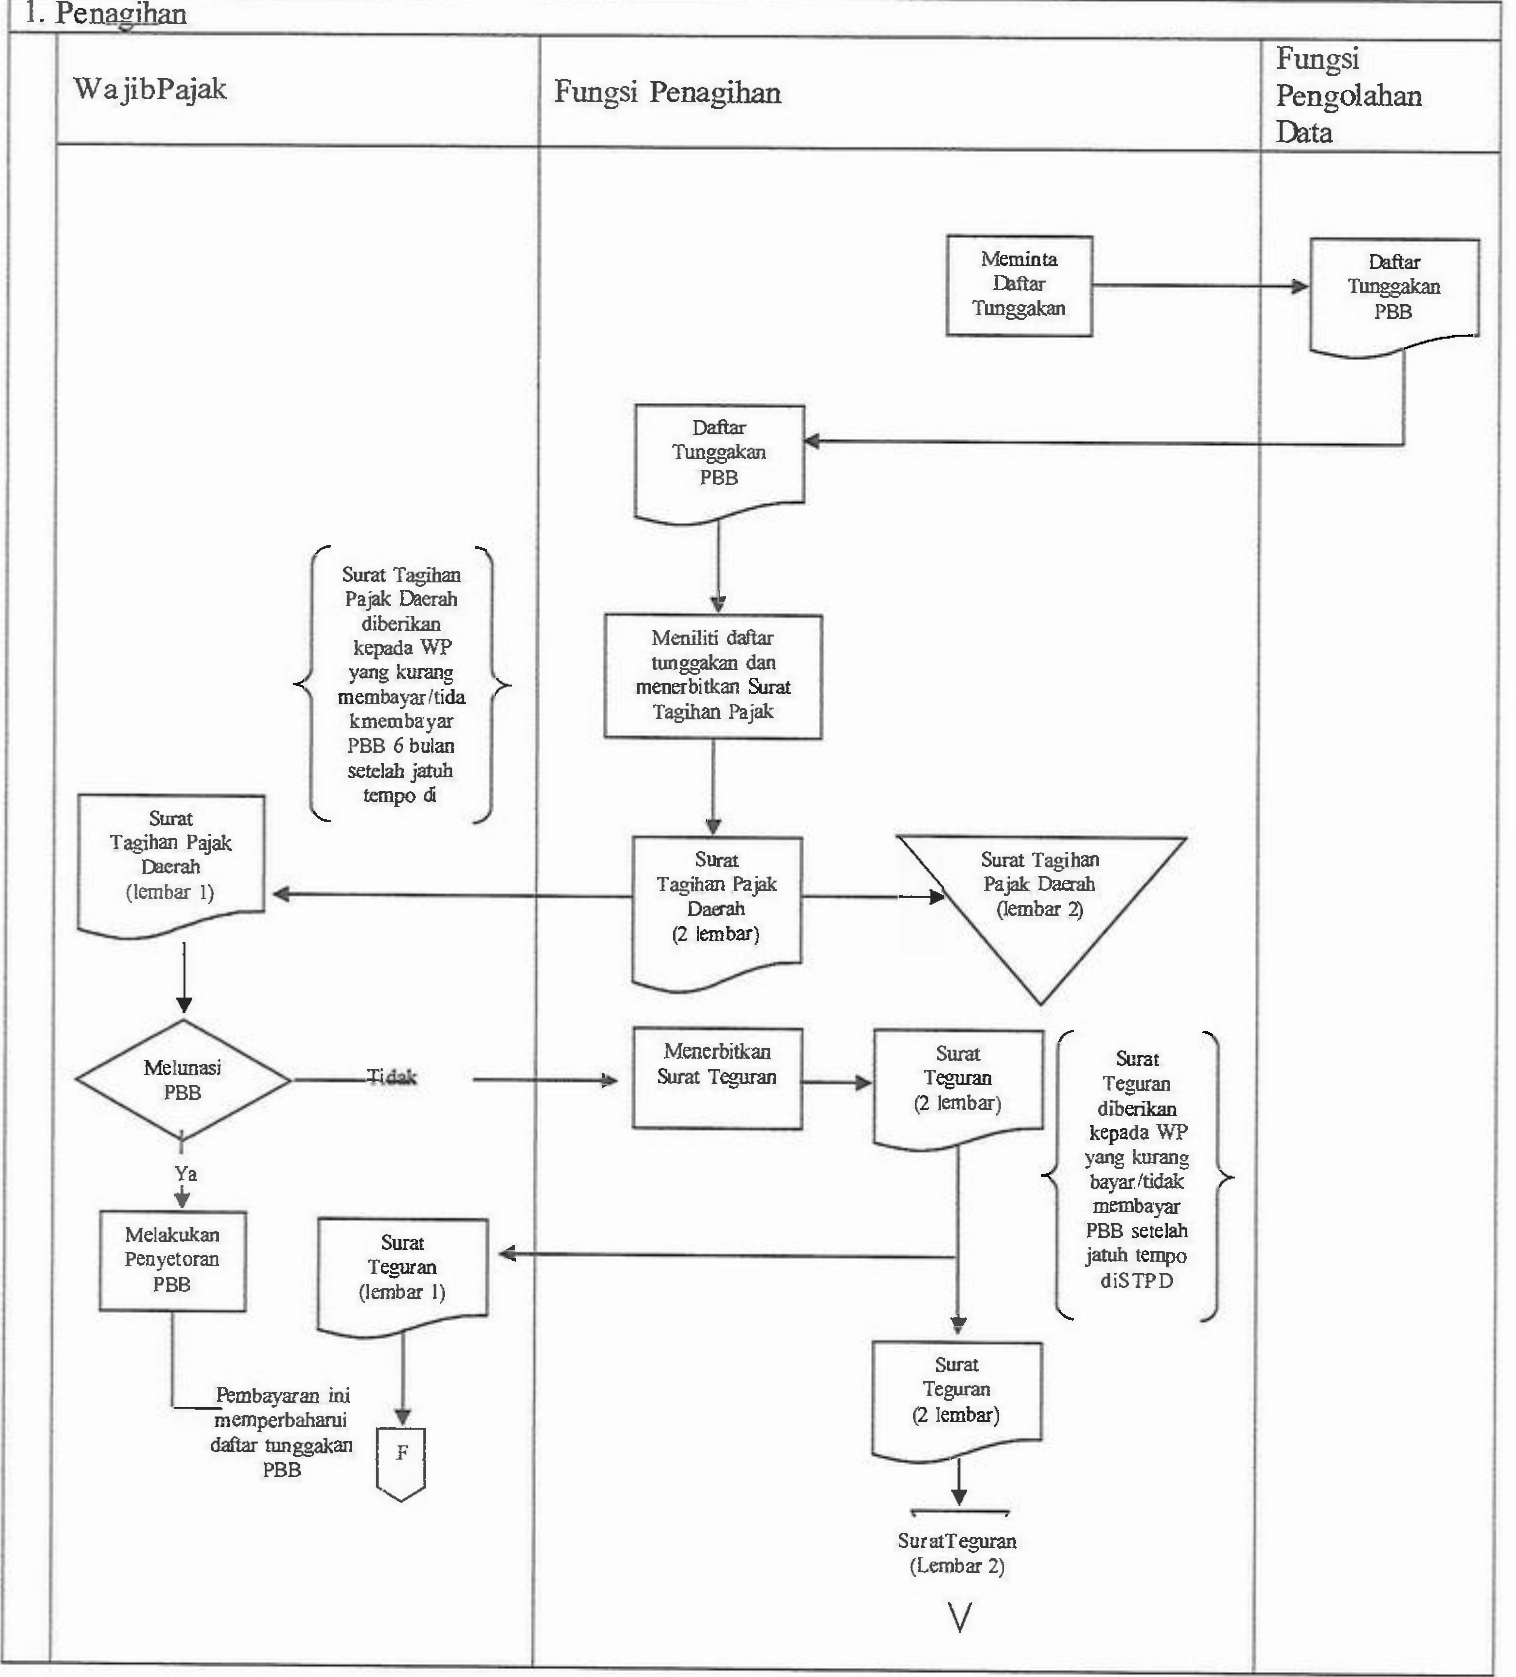 1. Penagihan
WajibPajak
Fungsi Penagihan
Fungsi
Pengolahan
Data
Meminta
Daftar
Tunggakan
Daftar
Tunggakan
PBB
Daftar
Tunggakan
PBB
Surat Tagihan
Pajak Daerah
diberikan
kepada WP
yang kurang
membayar/tida
kmembayar
PBB 6 bulan
setelah jatuh
tempo di
Meniliti daftar
tunggakan dan
menerbitkan Surat
Tagihan Pajak
Surat
Tagihan Pajak
Daerah
(lembar 1)
Surat
Tagihan Pajak
Daerah
(2 lembar)
Surat Tagihan
Pajak Daerah
(lembar 2)
Melunasi
PBB
Tidak
Menerbitkan
Surat Teguran
Surat
Teguran
(2 lembar)
Surat
Teguran
diberikan
kepada WP
yang kurang
bayar/tidak
membayar
PBB setelah
jatuh tempo
diSTPD
Ya
Melakukan
Penyetoran
PBB
Surat
Teguran
(lembar 1)
Pembayaran ini
memperbaharui
daftar tunggakan
PBB
F
Surat
Teguran
(2 lembar)
SuratTeguran
(Lembar 2)